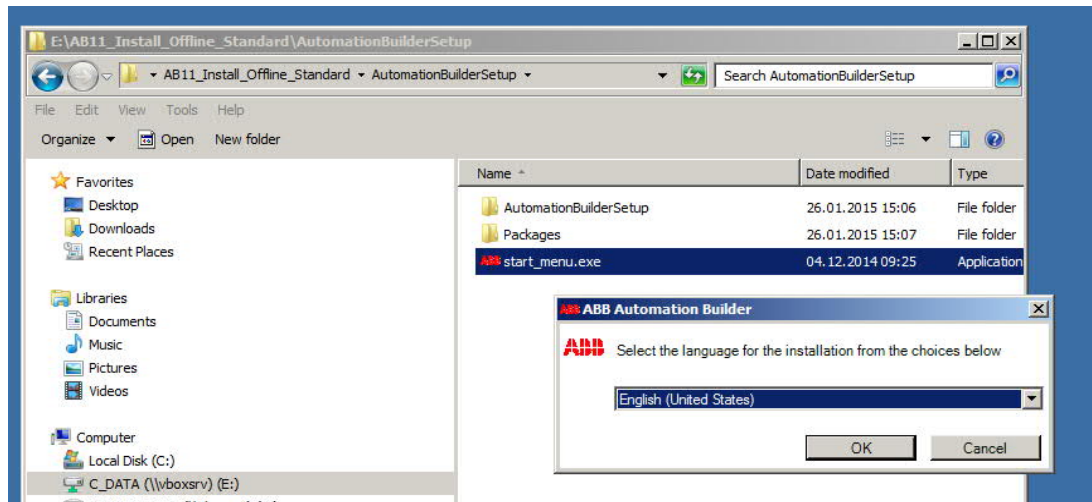 E:\AB11_Install_Offline_Standard\AutomationBuilderSetup
AB11_Install_Offline_Standard AutomationBuilderSetup
Search AutomationBuilderSetup
File Edit View Tools Help
Organize Open New folder
Name Date modified Type
Favorites
Desktop
Downloads
Recent Places
Libraries
Documents
Music
Pictures
Videos
Computer
Local Disk (C:)
C_DATA (\\vboxsrv) (E:)
AutomationBuilderSetup 26.01.2015 15:06 File folder
Packages 26.01.2015 15:07 File folder
ABB start_menu.exe 04.12.2014 09:25 Application
ABB ABB Automation Builder
ABB Select the language for the installation from the choices below
English (United States)
OK Cancel